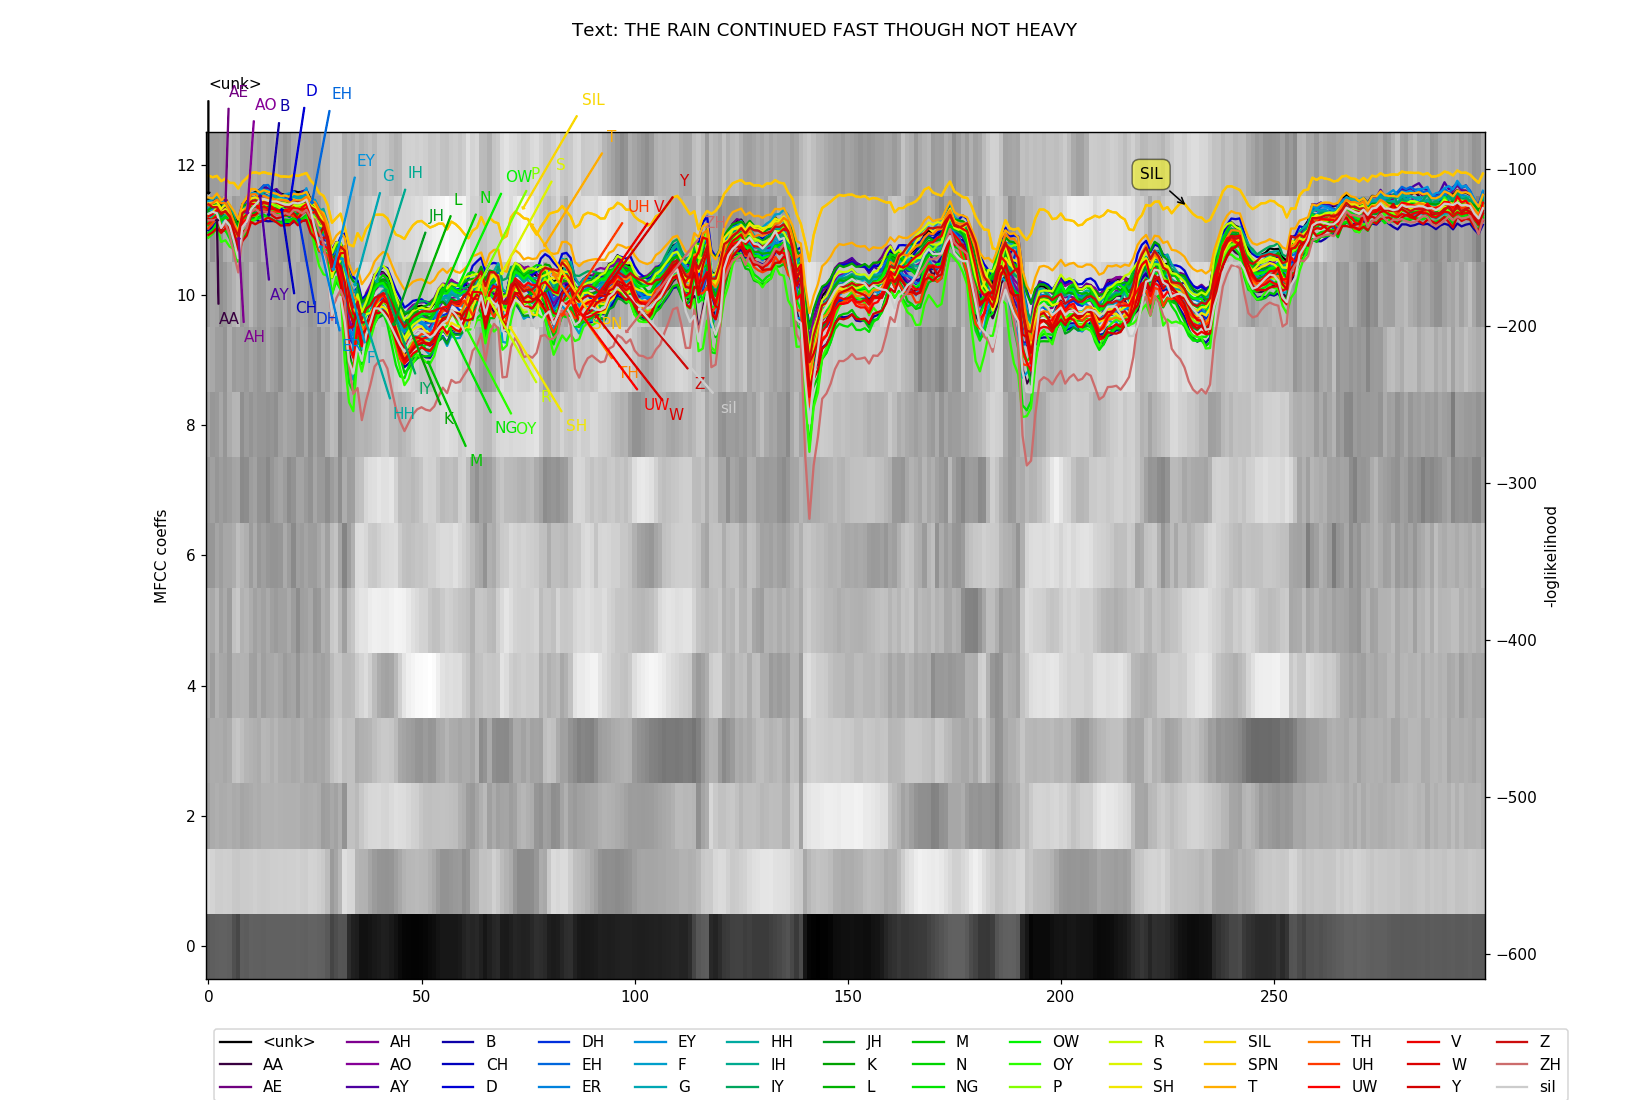 Text: THE RAIN CONTINUED FAST THOUGH NOT HEAVY
<unk>
AE
AO
B
D
EH
SIL
T
EY
G
IH
S
OW
P
L
N
JH
UH
V
Y
SIL
AA
AH
AY
CH
DH
F
HH
IY
K
M
NG
OY
R
SH
SPN
TH
UW
W
Z
sil
12
10
8
6
4
2
0
MFCC coeffs
−100
−200
−300
−400
−500
−600
-loglikelihood
0 50 100 150 200 250
<unk> AH B DH EY HH JH M OW R SIL TH V Z
AA AO CH EH F IH K N OY S SPN UH W ZH
AE AY D ER G IY L NG P SH T UW Y sil